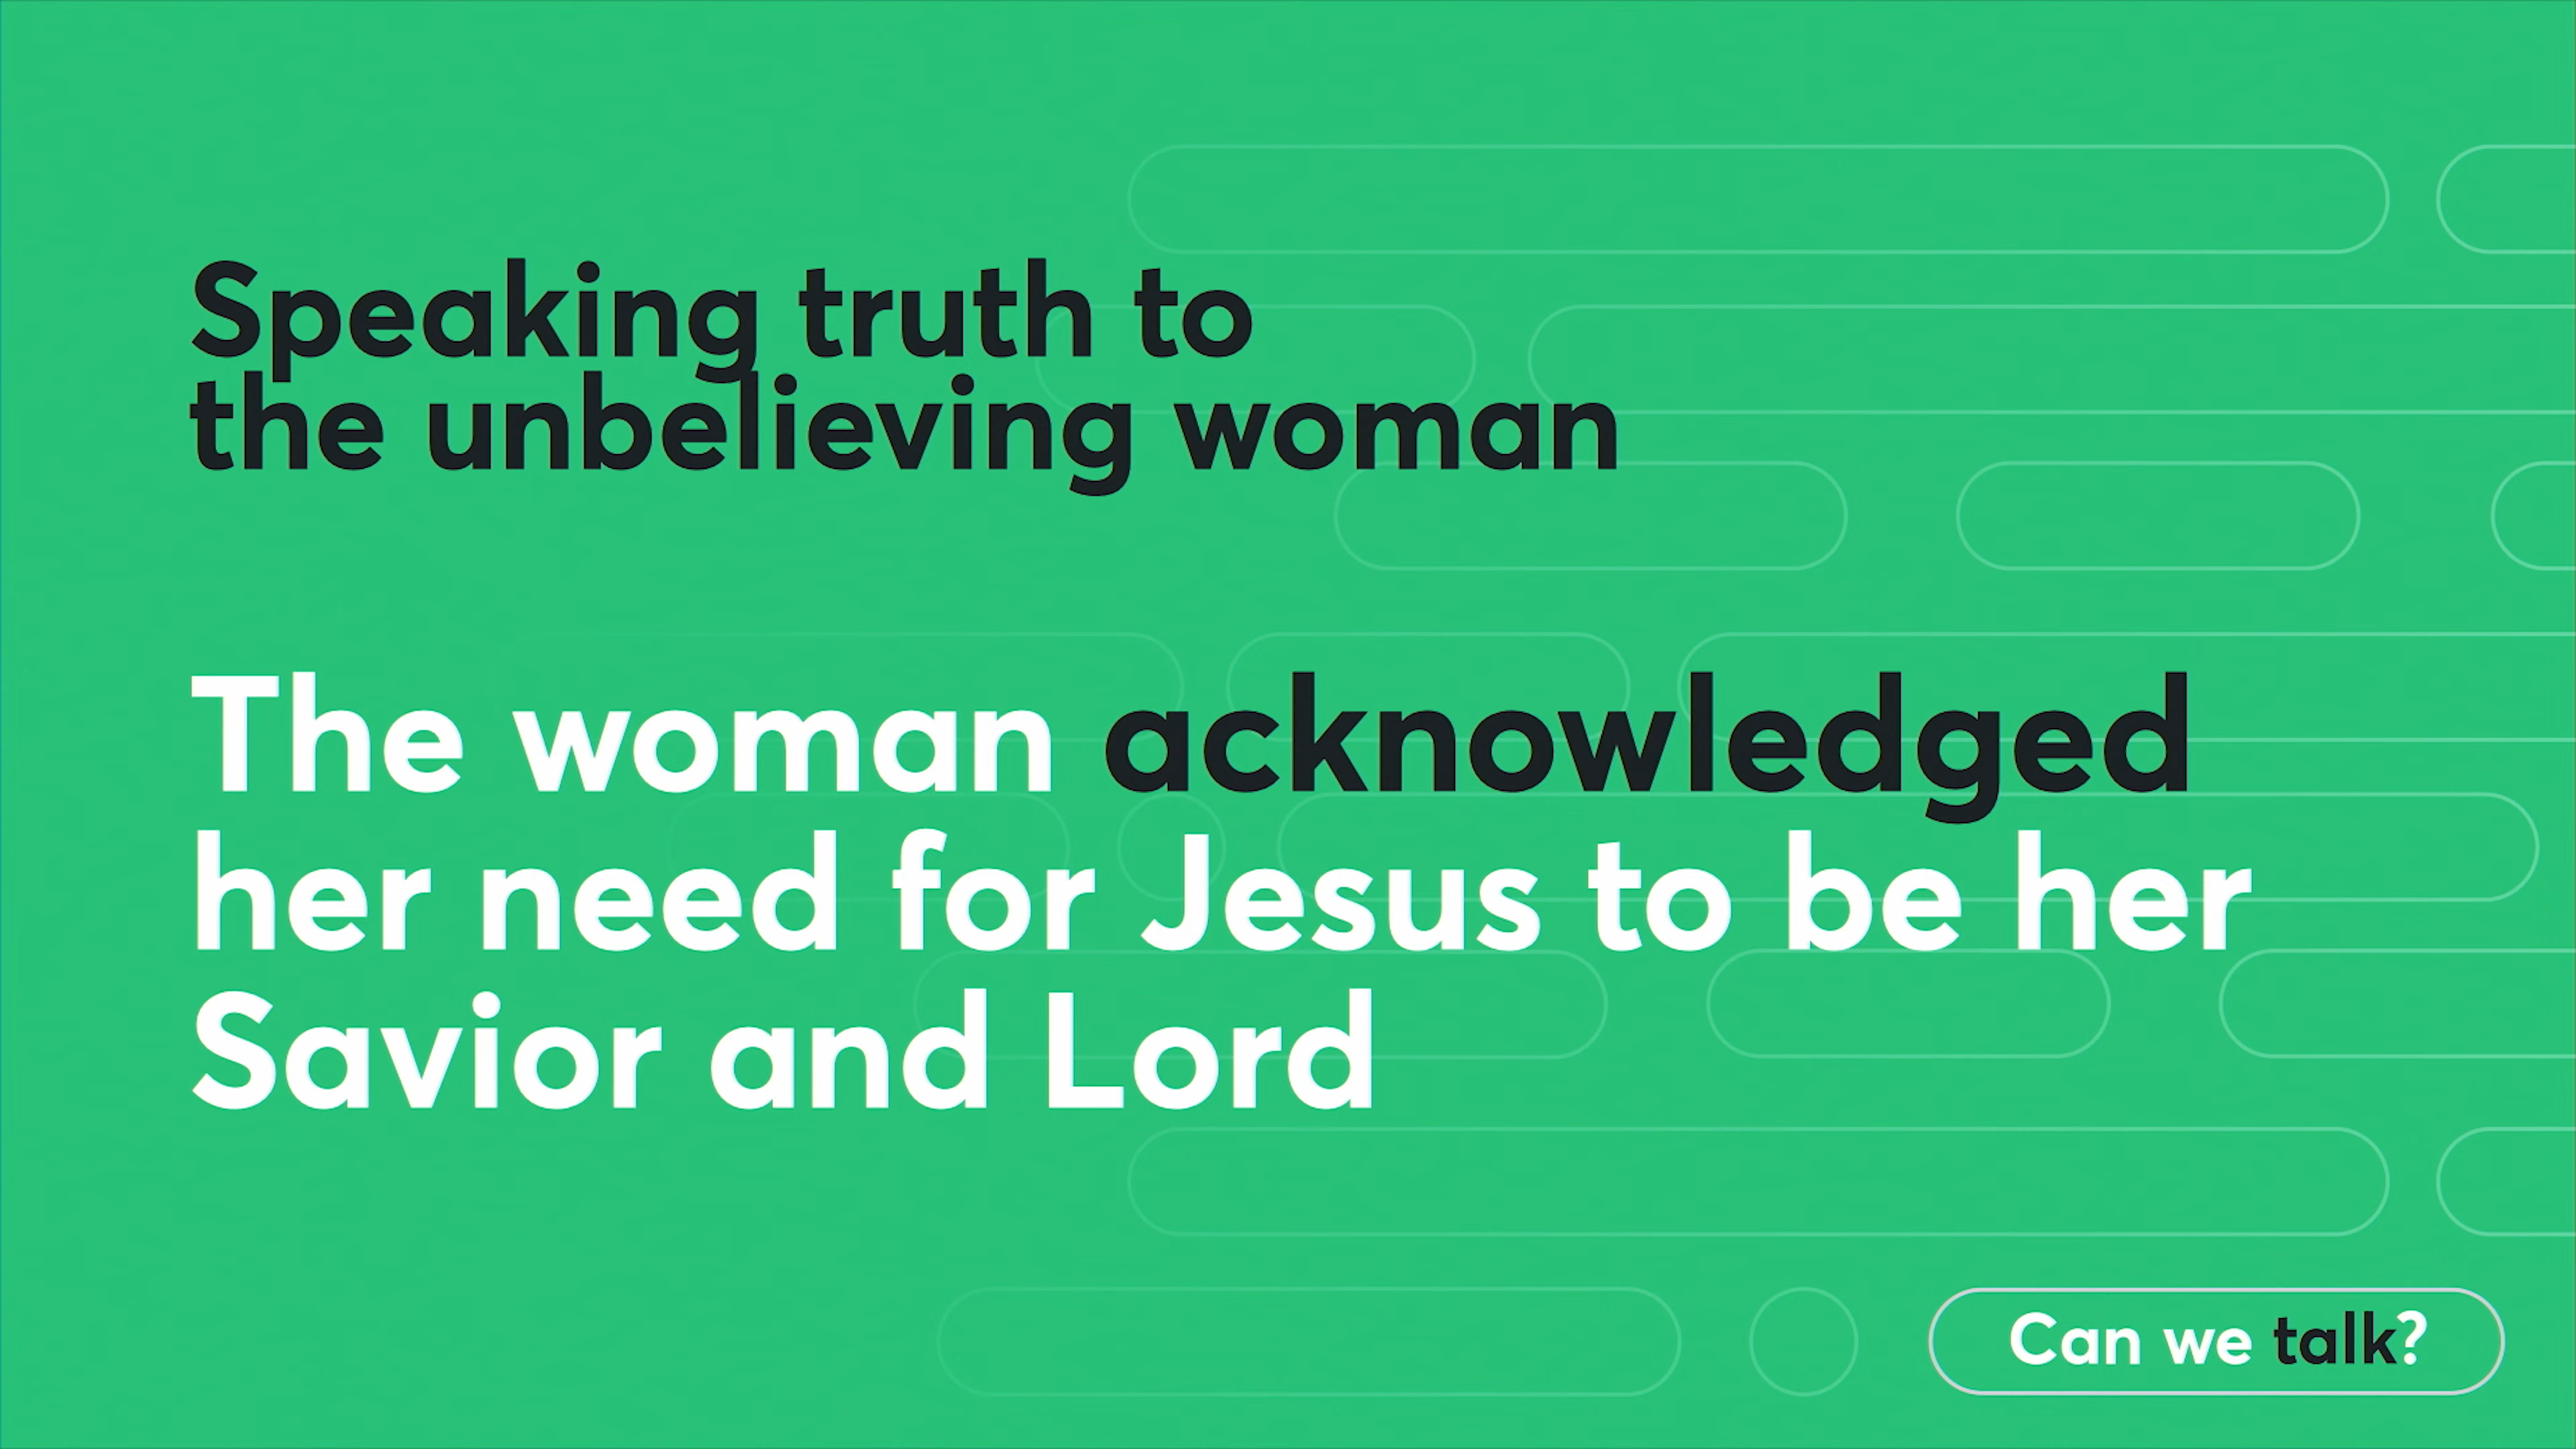 Speaking truth to
the unbelieving woman
The woman acknowledged
her need for Jesus to be her
Savior and Lord
Can we talk?